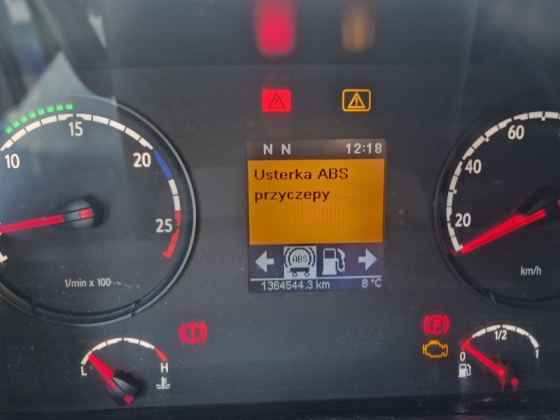 N N 12:18
Usterka ABS
przyczepy
ABS
1364544.3 km 8 °C
10 15 20 25
1/min x 100
20 40 60
km/h
L H
P
0 1/2 1